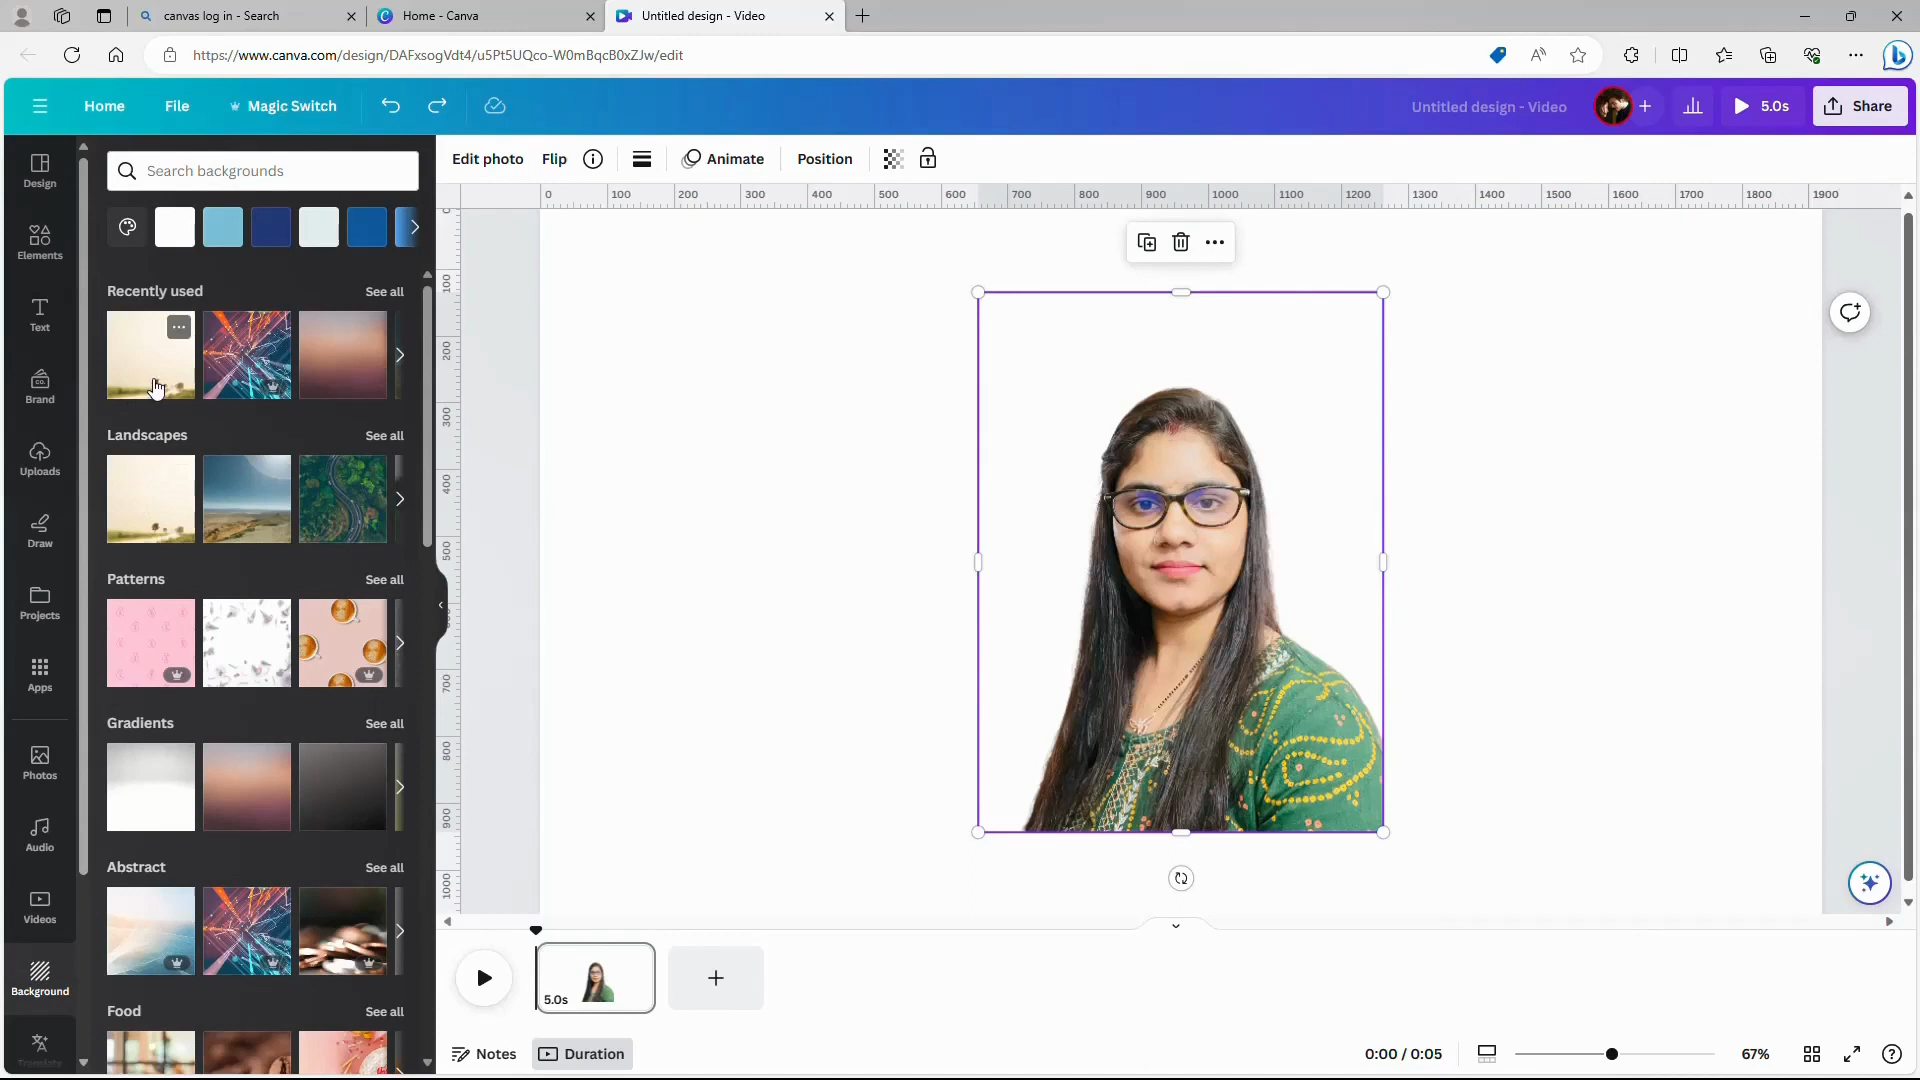 canvas log in - Search
Home - Canva
Untitled design - Video
https://www.canva.com/design/DAFxsogVdt4/u5Pt5UQco-W0mBqcB0xZJw/edit
Home File Magic Switch
Untitled design - Video
5.0s
Share
Design
Elements
Text
Brand
Uploads
Draw
Projects
Apps
Photos
Audio
Videos
Background
Translate
Search backgrounds
Recently used See all
Landscapes See all
Patterns See all
Gradients See all
Abstract See all
Food See all
Edit photo Flip Animate Position
0 100 200 300 400 500 600 700 800 900 1000 1100 1200 1300 1400 1500 1600 1700 1800 1900
0
100
200
300
400
500
700
800
900
1000
5.0s
Notes Duration
0:00 / 0:05
67%